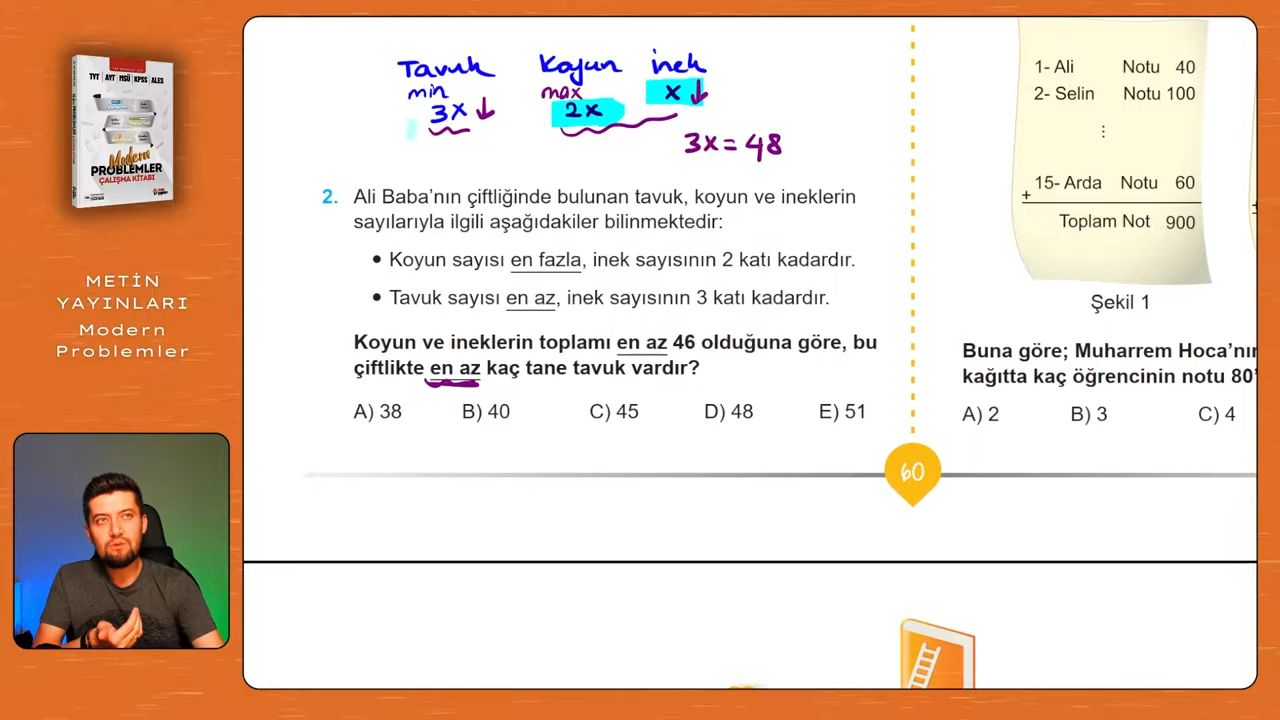 TYT AYT MSÜ KPSS ALES
Modern
PROBLEMLER
ÇALIŞMA KİTABI
METİN
YAYINLARI
Modern
Problemler
Tavuk Koyun inek
min max
3x 2x x
3x = 48
2. Ali Baba'nın çiftliğinde bulunan tavuk, koyun ve ineklerin
sayılarıyla ilgili aşağıdakiler bilinmektedir:
• Koyun sayısı en fazla, inek sayısının 2 katı kadardır.
• Tavuk sayısı en az, inek sayısının 3 katı kadardır.
Koyun ve ineklerin toplamı en az 46 olduğuna göre, bu
çiftlikte en az kaç tane tavuk vardır?
A) 38 B) 40 C) 45 D) 48 E) 51
60
1- Ali Notu 40
2- Selin Notu 100
⋮
15- Arda Notu 60
+
Toplam Not 900
Şekil 1
Buna göre; Muharrem Hoca'nı
kağıtta kaç öğrencinin notu 80'
A) 2 B) 3 C) 4